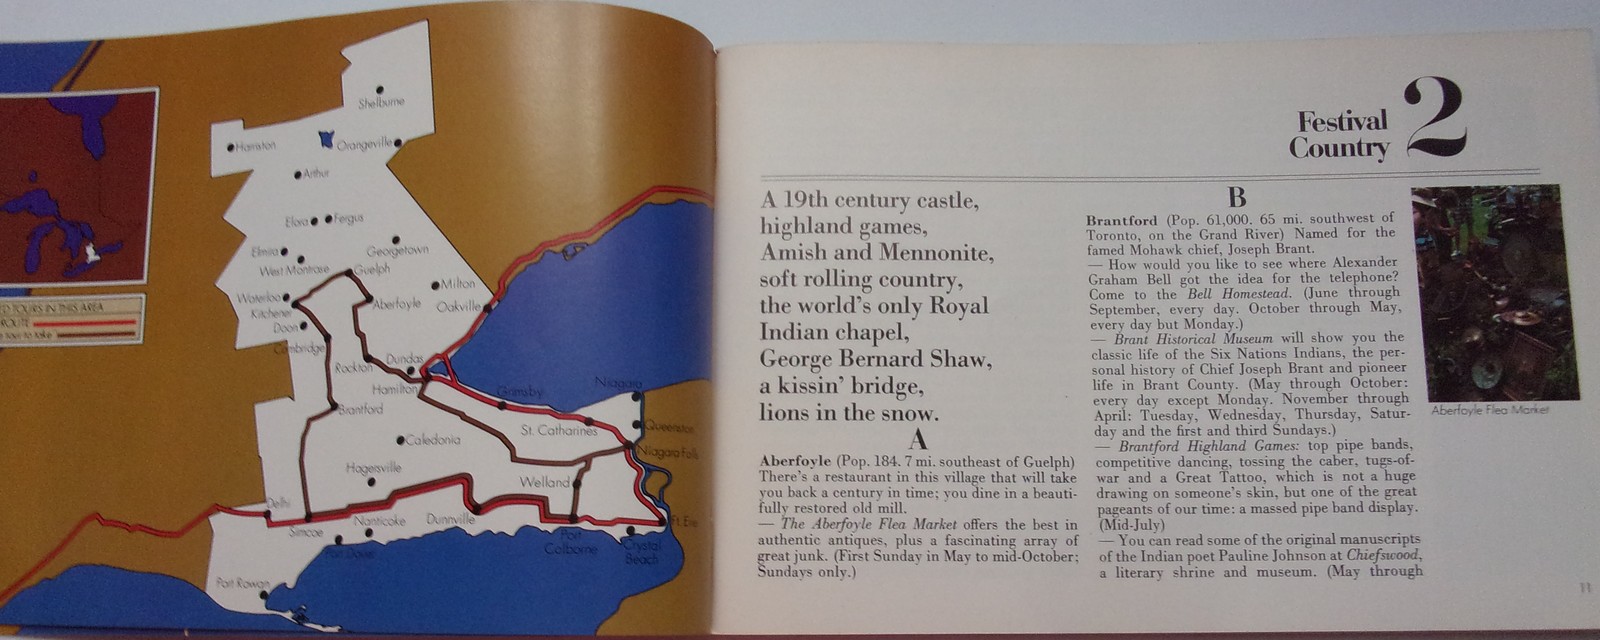 Shelburne
Harriston
Orangeville
Arthur
Elora
Fergus
Elmira
Georgetown
West Montrose
Guelph
Milton
Waterloo
Aberfoyle
Oakville
Kitchener
Doon
Cambridge
Rockton
Dundas
Hamilton
Grimsby
Niagara
Brantford
St. Catharines
Queenston
Caledonia
Niagara Falls
Hagersville
Welland
Delhi
Simcoe
Nanticoke
Dunnville
Ft. Erie
Port Dover
Port
Colborne
Crystal
Beach
Port Rowan
TOURS IN THIS AREA
ROUTE
tour to take
Festival
Country
2
A 19th century castle,
highland games,
Amish and Mennonite,
soft rolling country,
the world's only Royal
Indian chapel,
George Bernard Shaw,
a kissin' bridge,
lions in the snow.
A
Aberfoyle (Pop. 184. 7 mi. southeast of Guelph)
There's a restaurant in this village that will take
you back a century in time; you dine in a beauti-
fully restored old mill.
— The Aberfoyle Flea Market offers the best in
authentic antiques, plus a fascinating array of
great junk. (First Sunday in May to mid-October;
Sundays only.)
B
Brantford (Pop. 61,000. 65 mi. southwest of
Toronto, on the Grand River) Named for the
famed Mohawk chief, Joseph Brant.
— How would you like to see where Alexander
Graham Bell got the idea for the telephone?
Come to the Bell Homestead. (June through
September, every day. October through May,
every day but Monday.)
— Brant Historical Museum will show you the
classic life of the Six Nations Indians, the per-
sonal history of Chief Joseph Brant and pioneer
life in Brant County. (May through October:
every day except Monday. November through
April: Tuesday, Wednesday, Thursday, Satur-
day and the first and third Sundays.)
— Brantford Highland Games: top pipe bands,
competitive dancing, tossing the caber, tugs-of-
war and a Great Tattoo, which is not a huge
drawing on someone's skin, but one of the great
pageants of our time: a massed pipe band display.
(Mid-July)
— You can read some of the original manuscripts
of the Indian poet Pauline Johnson at Chiefswood,
a literary shrine and museum. (May through
Aberfoyle Flea Market
11